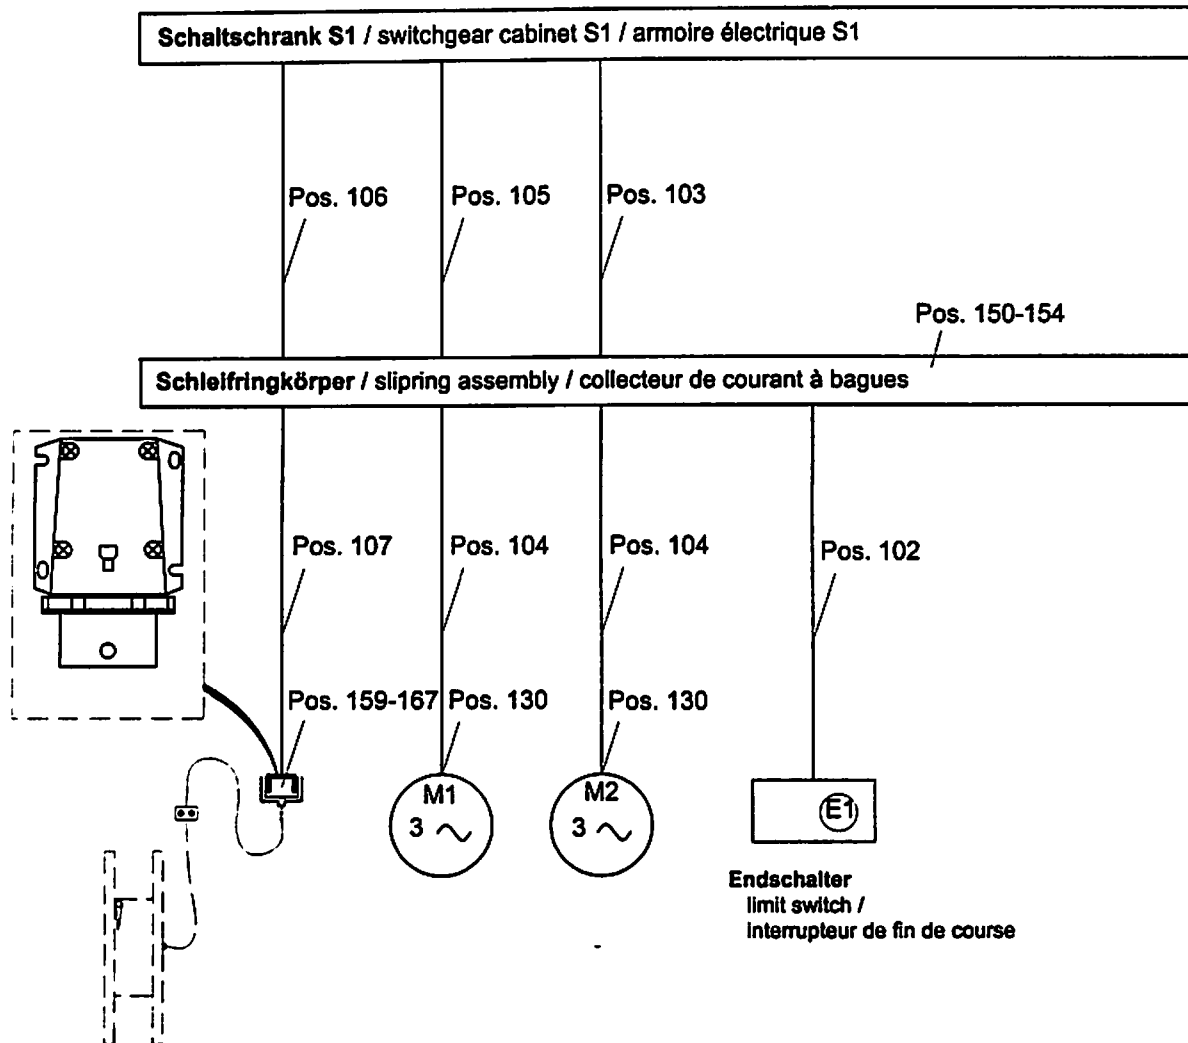 Schaltschrank S1 / switchgear cabinet S1 / armoire électrique S1
Pos. 106
Pos. 105
Pos. 103
Pos. 150-154
Schleifringkörper / slipring assembly / collecteur de courant à bagues
Pos. 107
Pos. 104
Pos. 104
Pos. 102
Pos. 159-167
Pos. 130
Pos. 130
M1
3
M2
3
E1
Endschalter
limit switch /
interrupteur de fin de course